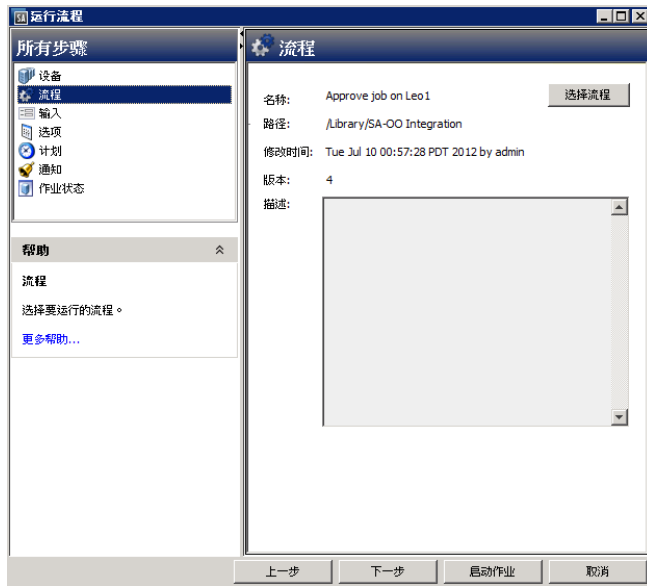 SA 运行流程
所有步骤
设备
流程
输入
选项
计划
通知
作业状态
帮助
流程
选择要运行的流程。
更多帮助...
流程
名称: Approve job on Leo1 选择流程
路径: /Library/SA-OO Integration
修改时间: Tue Jul 10 00:57:28 PDT 2012 by admin
版本: 4
描述:
上一步 下一步 启动作业 取消